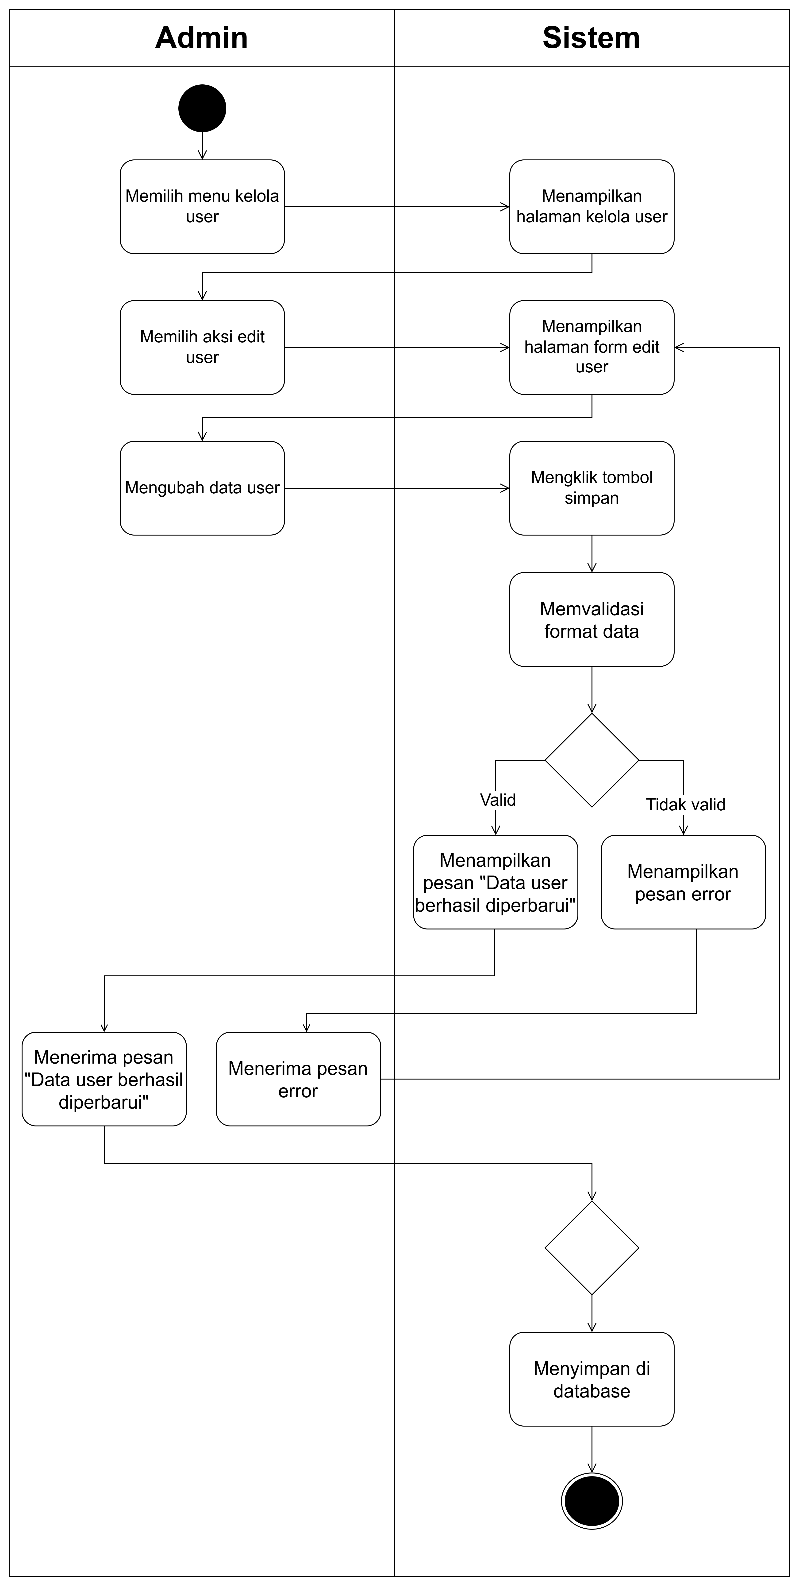 Admin
Sistem
Memilih menu kelola
user
Menampilkan
halaman kelola user
Memilih aksi edit
user
Menampilkan
halaman form edit
user
Mengubah data user
Mengklik tombol
simpan
Memvalidasi
format data
Valid
Tidak valid
Menampilkan
pesan "Data user
berhasil diperbarui"
Menampilkan
pesan error
Menerima pesan
"Data user berhasil
diperbarui"
Menerima pesan
error
Menyimpan di
database